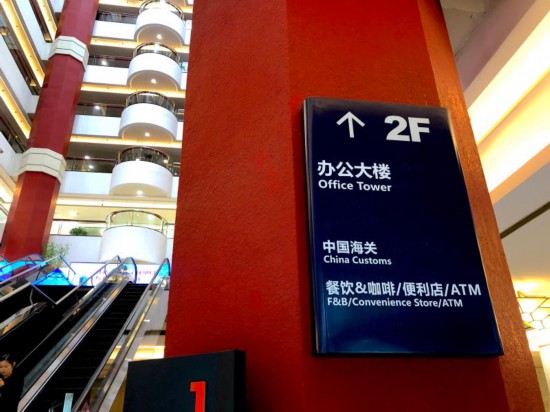 ↑ 2F
办公大楼
Office Tower
中国海关
China Customs
餐饮&咖啡/便利店/ATM
F&B/Convenience Store/ATM
1